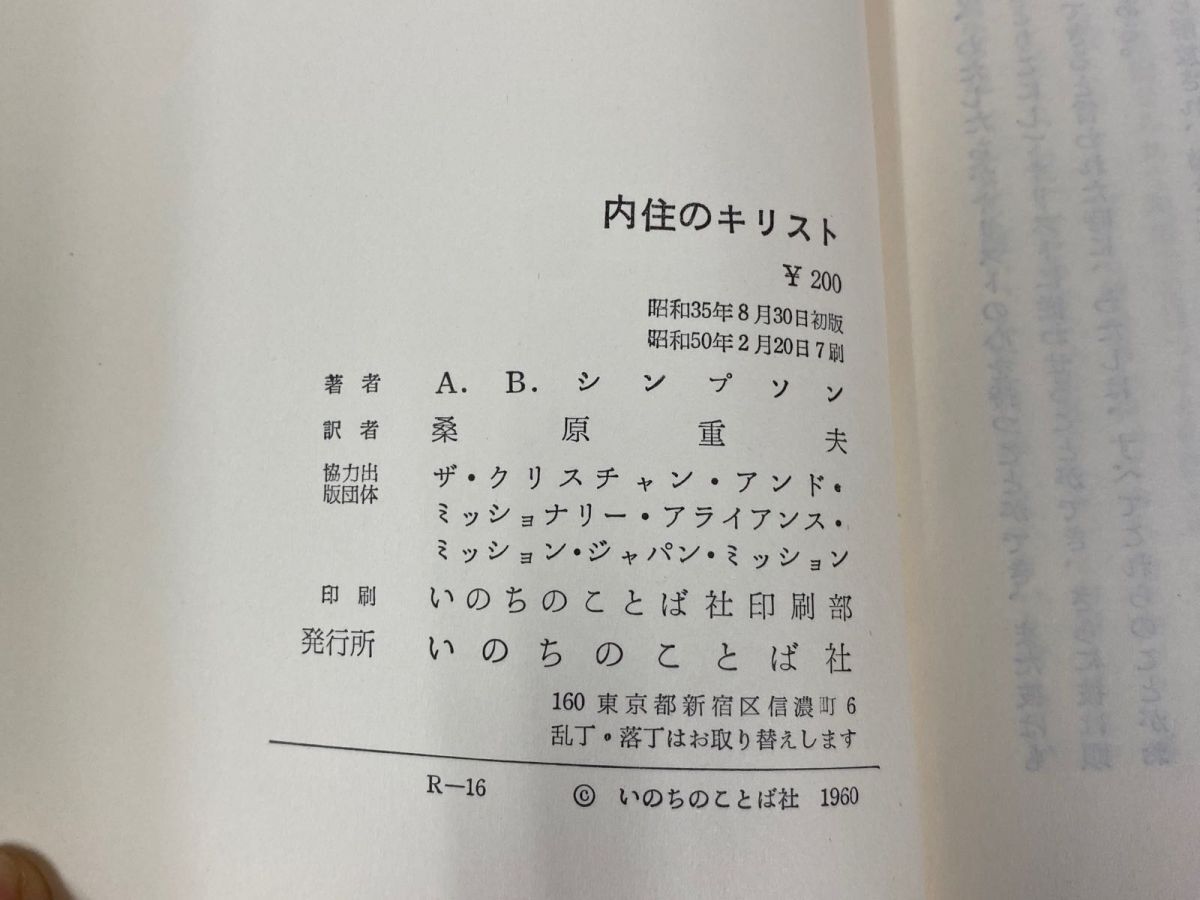 内住のキリスト
¥ 200
昭和35年8月30日初版
昭和50年2月20日7刷
著者 A. B. シンプソン
訳者 桑原重夫
協力出版団体 ザ・クリスチャン・アンド・
ミッショナリー・アライアンス・
ミッション・ジャパン・ミッション
印刷 いのちのことば社印刷部
発行所 いのちのことば社
160 東京都新宿区信濃町6
乱丁・落丁はお取り替えします
R—16 © いのちのことば社 1960